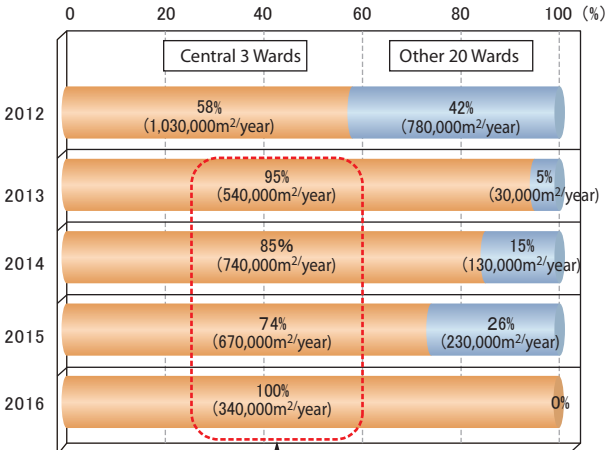 0 20 40 60 80 100 (%)
Central 3 Wards Other 20 Wards
2012
58% 42%
(1,030,000m²/year) (780,000m²/year)
2013
95% 5%
(540,000m²/year) (30,000m²/year)
2014
85% 15%
(740,000m²/year) (130,000m²/year)
2015
74% 26%
(670,000m²/year) (230,000m²/year)
2016
100% 0%
(340,000m²/year)